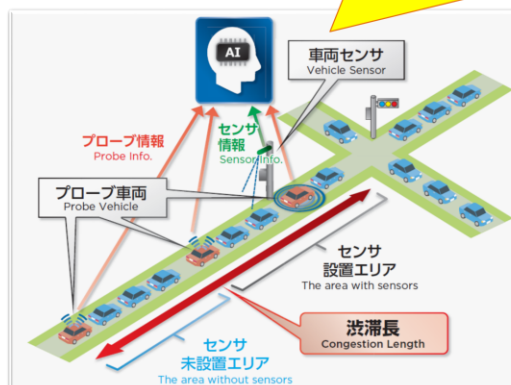 AI
車両センサ
Vehicle Sensor
プローブ情報
Probe Info.
センサ
情報
Sensor Info.
プローブ車両
Probe Vehicle
センサ
設置エリア
The area with sensors
渋滞長
Congestion Length
センサ
未設置エリア
The area without sensors